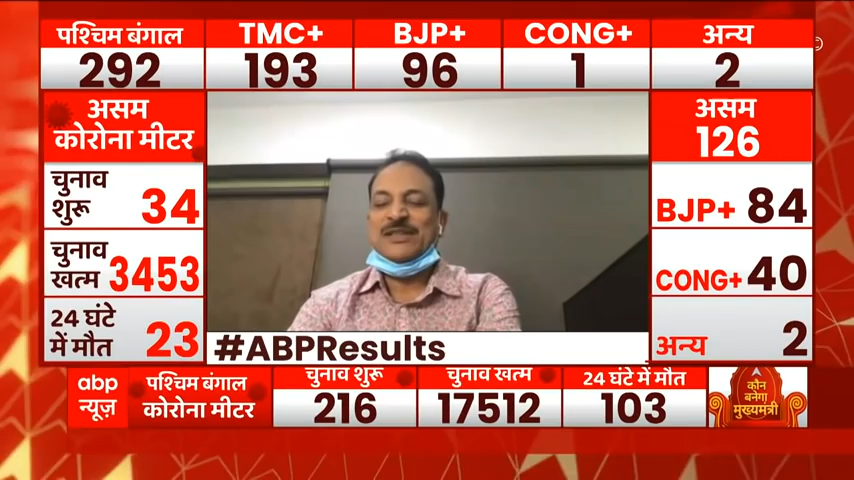 पश्चिम बंगाल
292
TMC+
193
BJP+
96
CONG+
1
अन्य
2
असम
कोरोना मीटर
चुनाव
शुरू
34
चुनाव
खत्म
3453
24 घंटे
में मौत
23
असम
126
BJP+ 84
CONG+ 40
अन्य 2
#ABPResults
abp
न्यूज़
पश्चिम बंगाल
कोरोना मीटर
चुनाव शुरू
216
चुनाव खत्म
17512
24 घंटे में मौत
103
कौन
बनेगा
मुख्यमंत्री